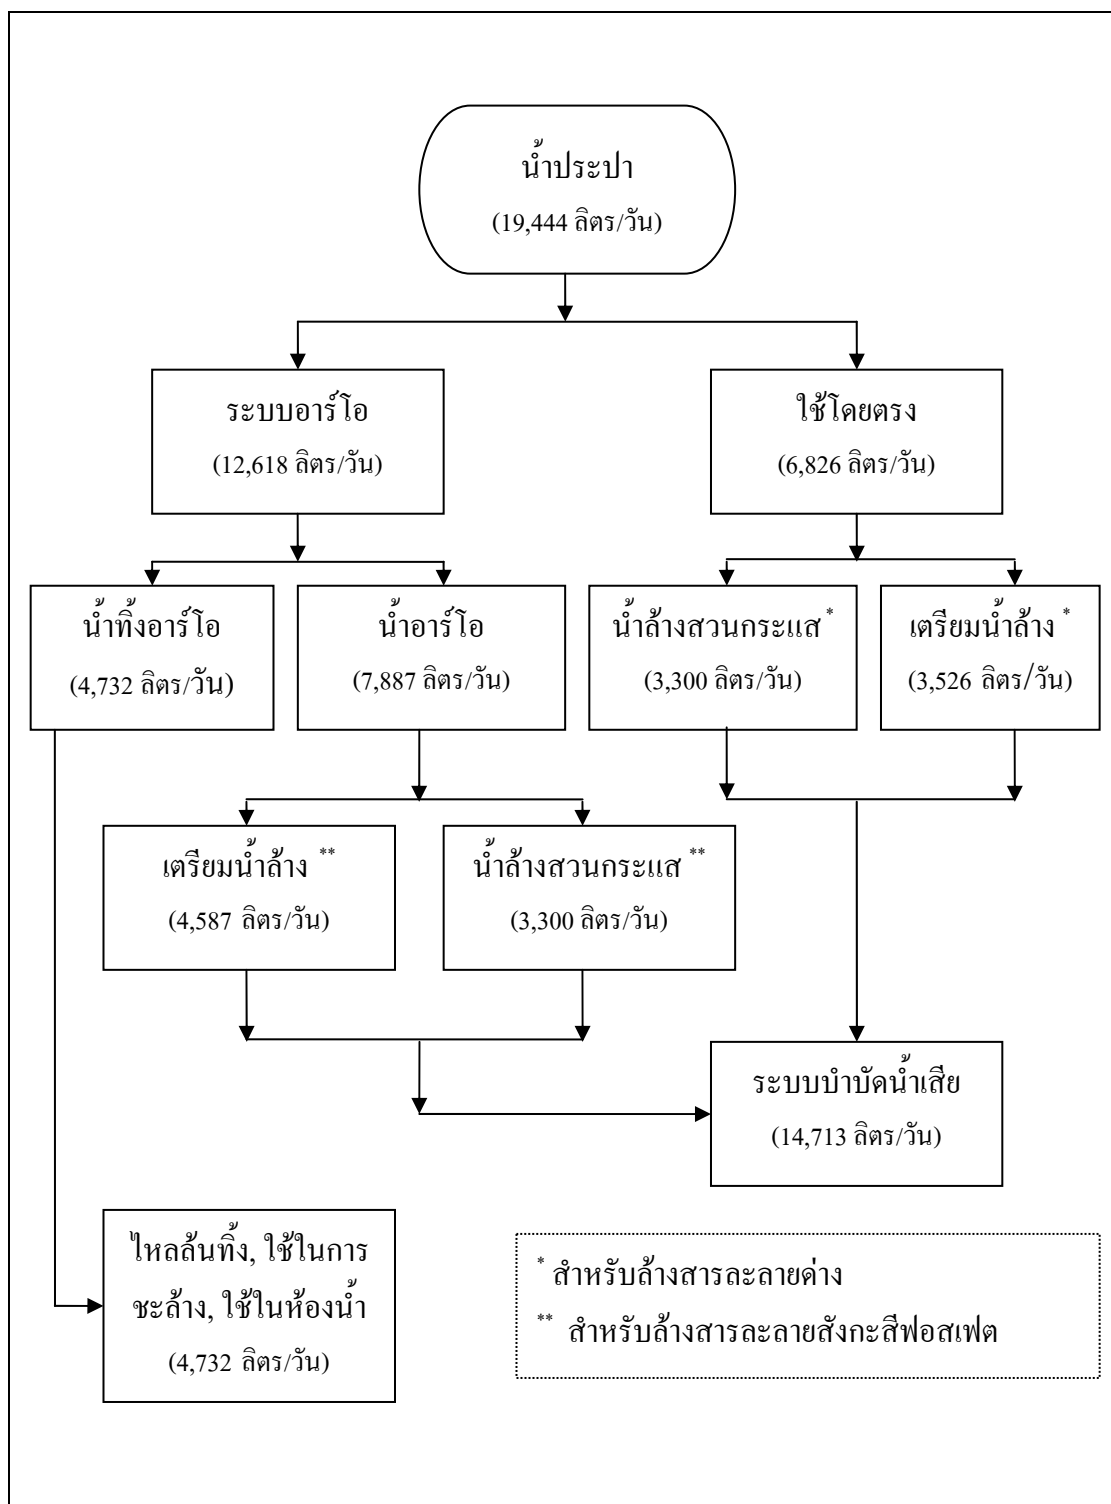 น้ำประปา
(19,444 ลิตร/วัน)
ระบบอาร์โอ
(12,618 ลิตร/วัน)
ใช้โดยตรง
(6,826 ลิตร/วัน)
น้ำทิ้งอาร์โอ
(4,732 ลิตร/วัน)
น้ำอาร์โอ
(7,887 ลิตร/วัน)
น้ำล้างสวนกระแส *
(3,300 ลิตร/วัน)
เตรียมน้ำล้าง *
(3,526 ลิตร/วัน)
เตรียมน้ำล้าง **
(4,587 ลิตร/วัน)
น้ำล้างสวนกระแส **
(3,300 ลิตร/วัน)
ระบบบำบัดน้ำเสีย
(14,713 ลิตร/วัน)
ไหลล้นทิ้ง, ใช้ในการ
ชะล้าง, ใช้ในห้องน้ำ
(4,732 ลิตร/วัน)
* สำหรับล้างสารละลายด่าง
** สำหรับล้างสารละลายสังกะสีฟอสเฟต